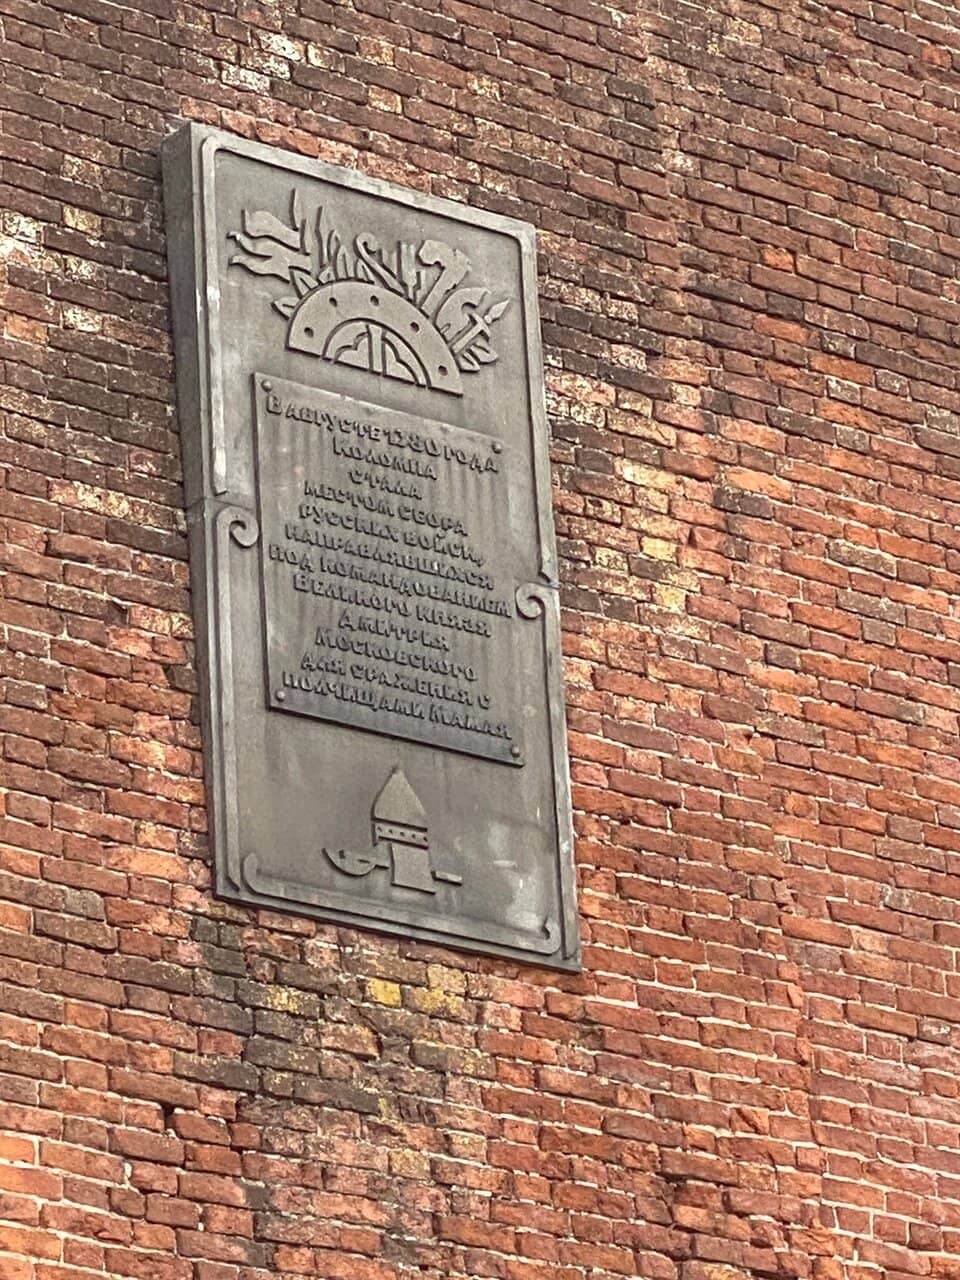 В августе 1380 года
Коломна
стала
местом сбора
русских войск,
направлявшихся
под командованием
Великого князя
Дмитрия
Московского
для сражения с
полчищами Мамая